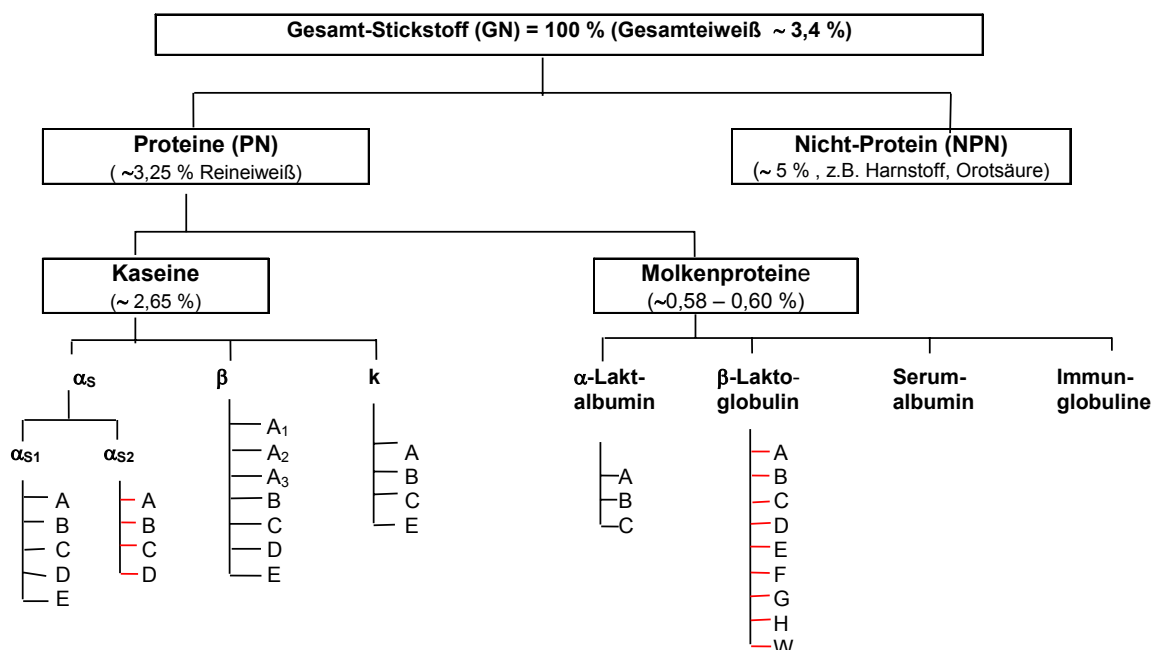 Gesamt-Stickstoff (GN) = 100 % (Gesamteiweiß ~ 3,4 %)
Proteine (PN)
( ~3,25 % Reineiweiß)
Nicht-Protein (NPN)
(~ 5 % , z.B. Harnstoff, Orotsäure)
Kaseine
(~ 2,65 %)
Molkenproteine
(~0,58 – 0,60 %)
αS
β
k
α-Lakt-
albumin
β-Lakto-
globulin
Serum-
albumin
Immun-
globuline
αS1
αS2
A
B
C
D
E
A
B
C
D
A1
A2
A3
B
C
D
E
A
B
C
E
A
B
C
A
B
C
D
E
F
G
H
W